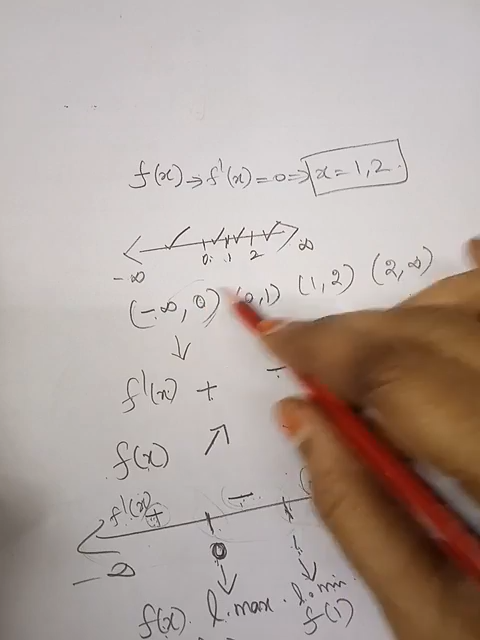 f(x) ⇒ f'(x) = 0 ⇒ x = 1, 2.
0 1 2 ∞
-∞
(-∞, 0) (0,1) (1,2) (2,∞)
↓
f'(x) + -
f(x) ↗
f'(x) + -
-∞ 0 1
f(x). l.max. l.min
f(1)